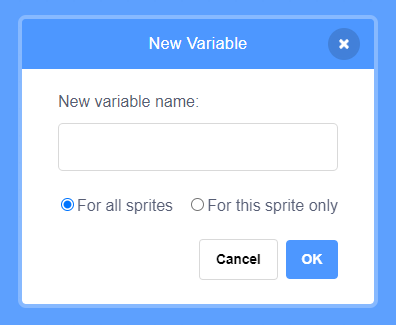 New Variable
New variable name:
For all sprites For this sprite only
Cancel OK